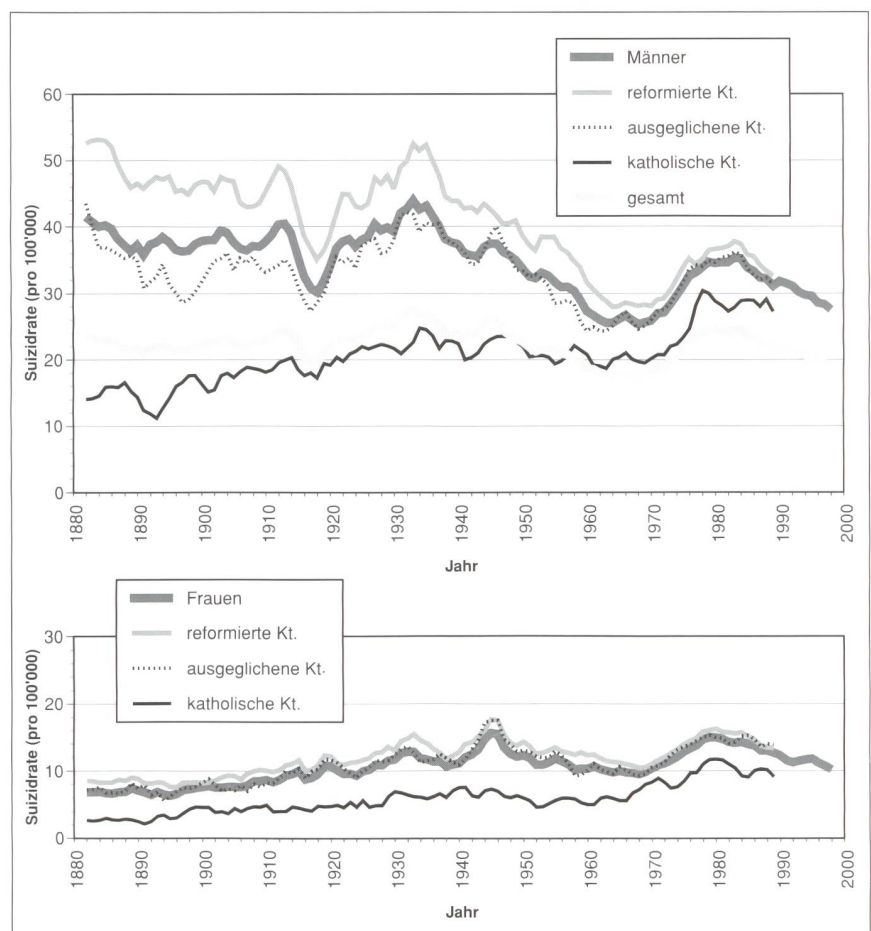 Männer
reformierte Kt.
ausgeglichene Kt.
katholische Kt.
gesamt
60
50
40
30
20
10
0
Suizidrate (pro 100'000)
1880 1890 1900 1910 1920 1930 1940 1950 1960 1970 1980 1990 2000
Jahr
Frauen
reformierte Kt.
ausgeglichene Kt.
katholische Kt.
30
20
10
0
Suizidrate (pro 100'000)
1880 1890 1900 1910 1920 1930 1940 1950 1960 1970 1980 1990 2000
Jahr